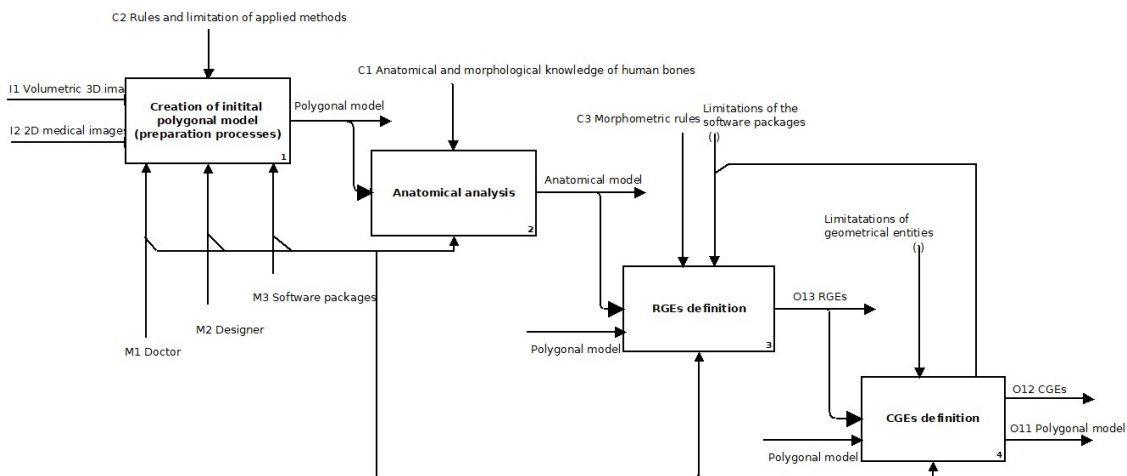 C2 Rules and limitation of applied methods
C1 Anatomical and morphological knowledge of human bones
I1 Volumetric 3D ima
I2 2D medical images
Creation of initital
polygonal model
(preparation processes)
1
Polygonal model
C3 Morphometric rules
Limitations of the
software packages
()
Anatomical analysis
2
Anatomical model
Limitatations of
geometrical entities
()
M3 Software packages
M2 Designer
M1 Doctor
RGEs definition
3
O13 RGEs
Polygonal model
CGEs definition
4
O12 CGEs
O11 Polygonal model
Polygonal model